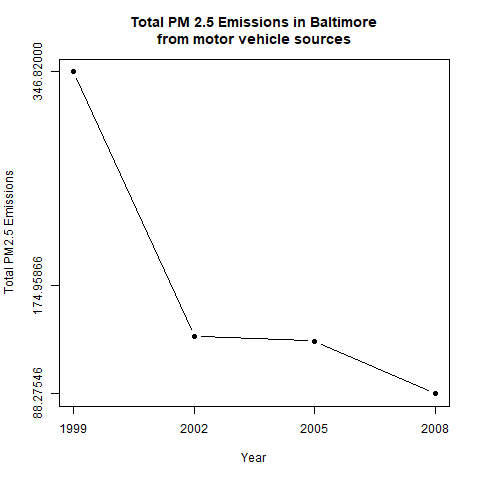 Total PM 2.5 Emissions in Baltimore
from motor vehicle sources
Total PM2.5 Emissions
346.82000
174.95866
88.27546
1999
2002
2005
2008
Year